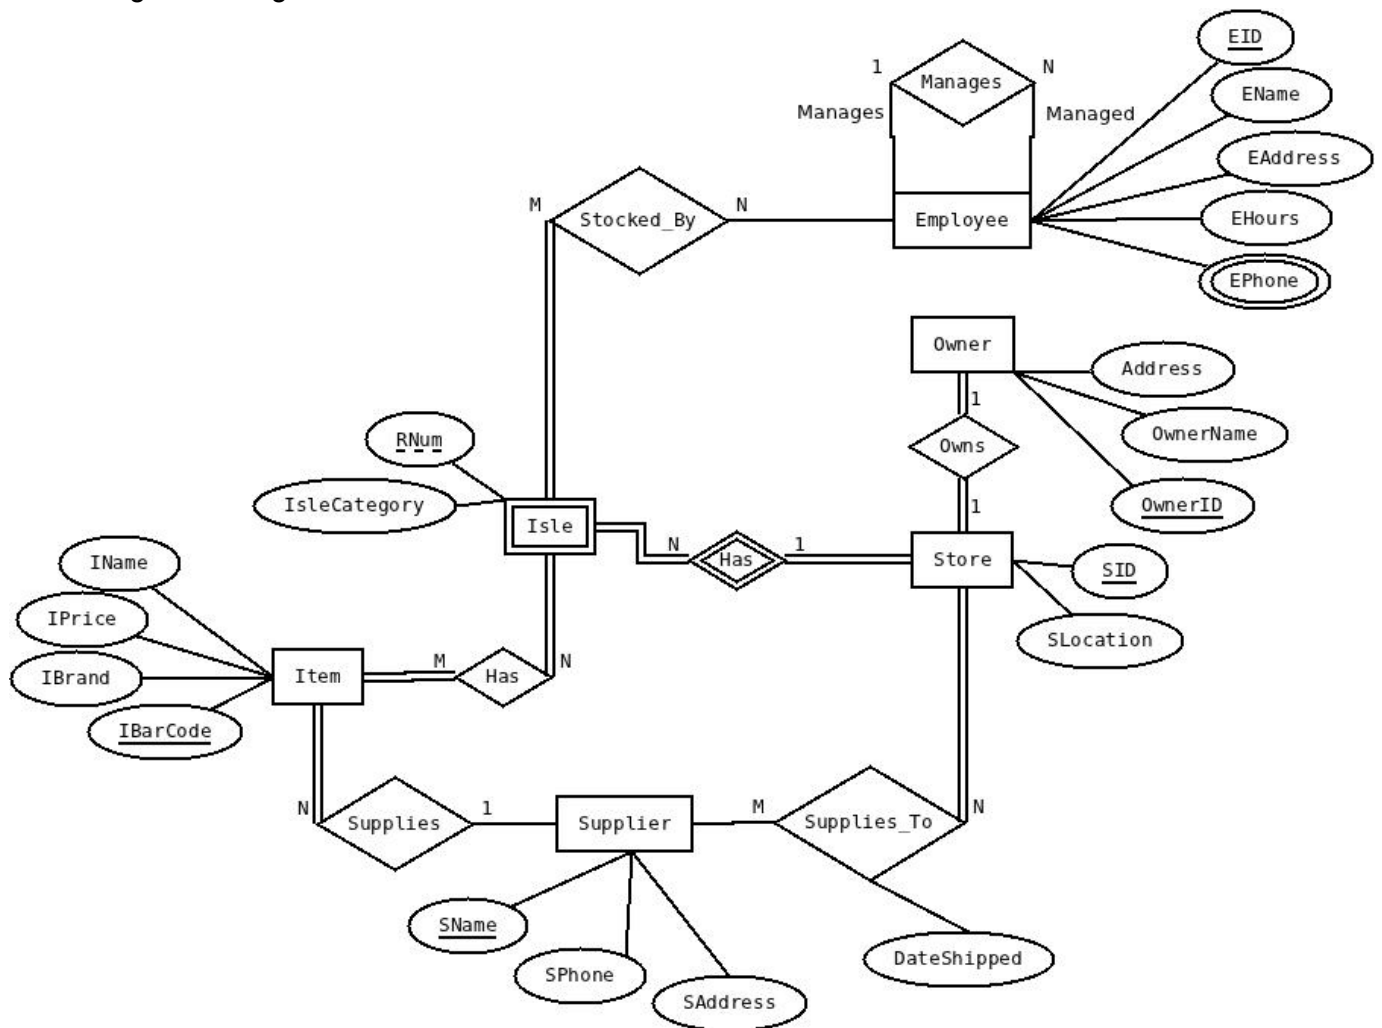 EID
1
Manages
N
EName
Manages
Managed
EAddress
M
Stocked_By
N
Employee
EHours
EPhone
Owner
Address
1
RNum
OwnerName
Owns
IsleCategory
OwnerID
1
Isle
N
Has
1
Store
IName
SID
IPrice
SLocation
M
N
Item
Has
IBrand
IBarCode
N
Supplies
1
Supplier
M
Supplies_To
N
SName
DateShipped
SPhone
SAddress